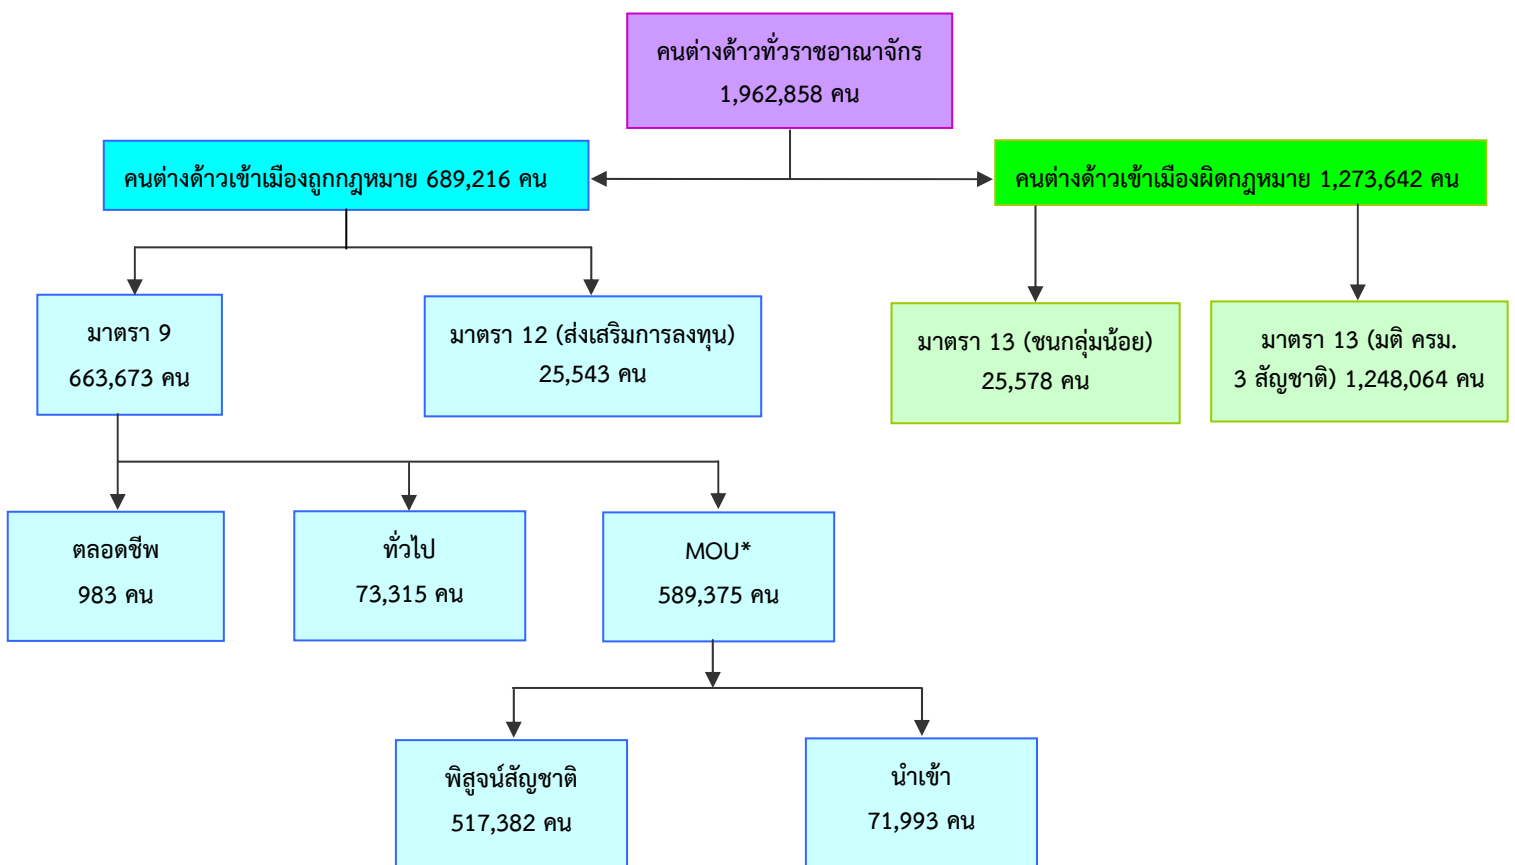 คนต่างด้าวทั่วราชอาณาจักร
1,962,858 คน
คนต่างด้าวเข้าเมืองถูกกฎหมาย 689,216 คน
คนต่างด้าวเข้าเมืองผิดกฎหมาย 1,273,642 คน
มาตรา 9
663,673 คน
มาตรา 12 (ส่งเสริมการลงทุน)
25,543 คน
มาตรา 13 (ชนกลุ่มน้อย)
25,578 คน
มาตรา 13 (มติ ครม.
3 สัญชาติ) 1,248,064 คน
ตลอดชีพ
983 คน
ทั่วไป
73,315 คน
MOU*
589,375 คน
พิสูจน์สัญชาติ
517,382 คน
นำเข้า
71,993 คน